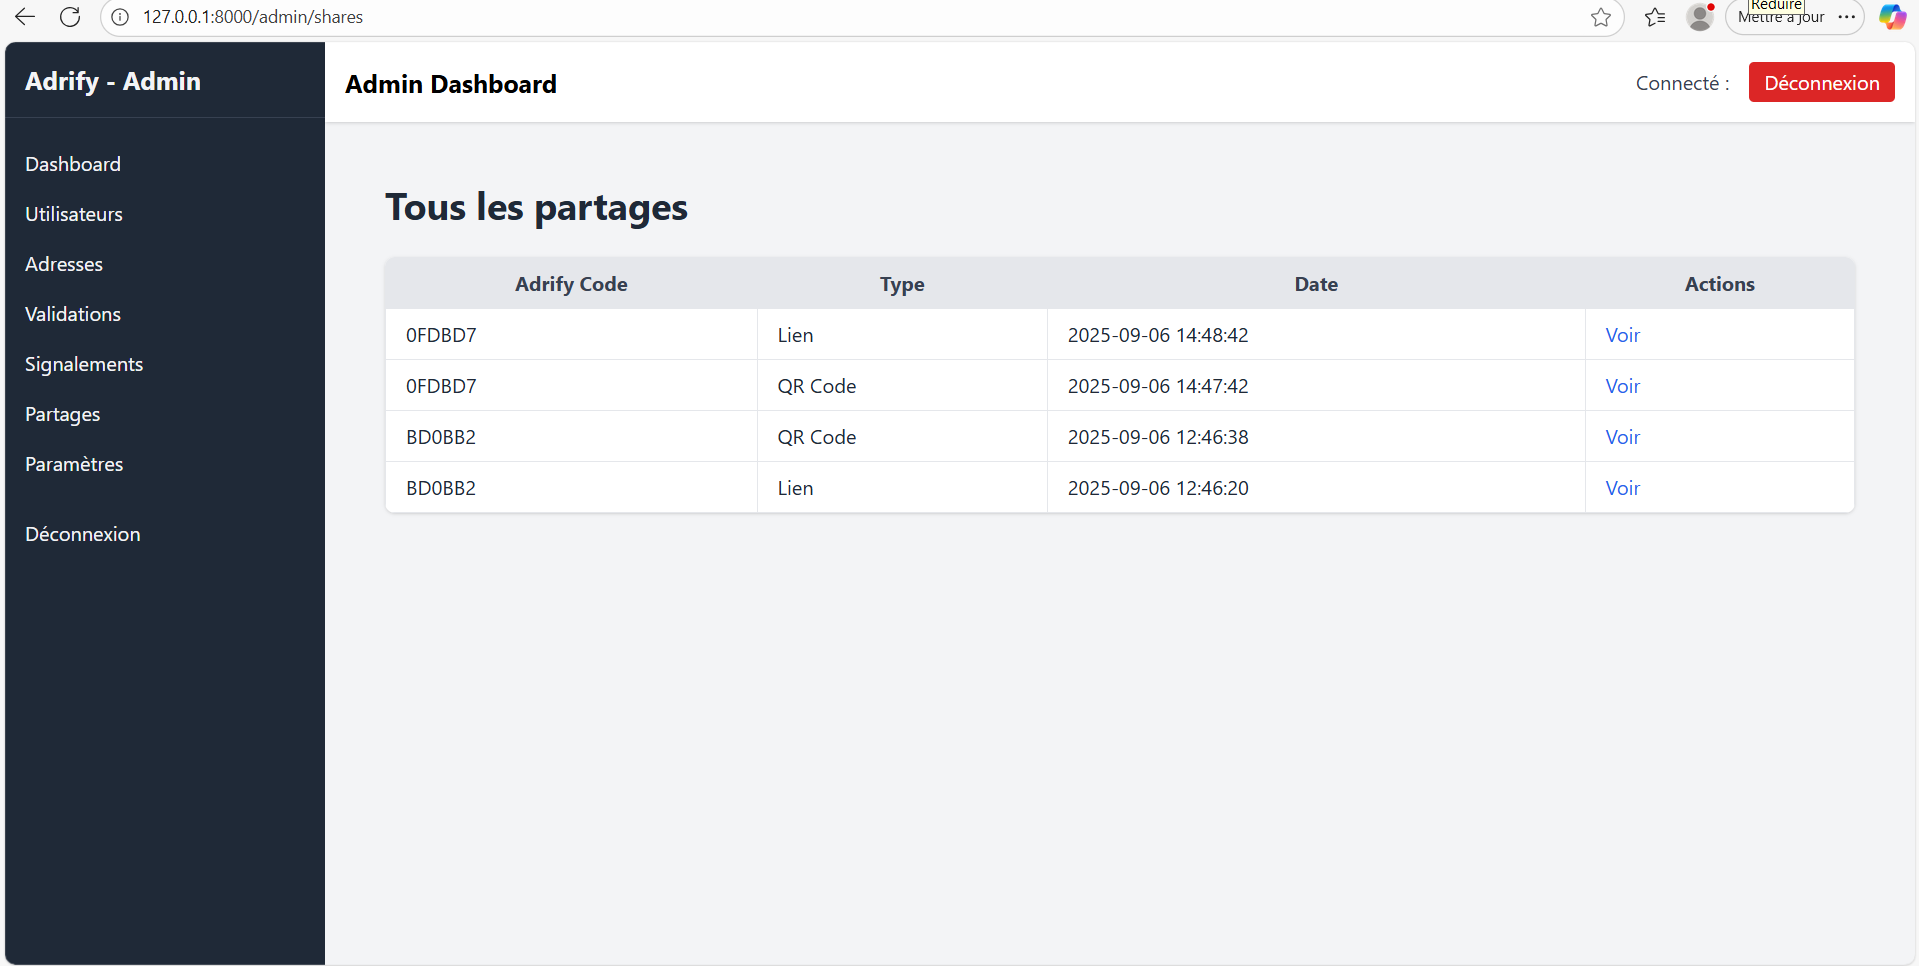 127.0.0.1:8000/admin/shares
Réduire
Mettre à jour
Adrify - Admin
Admin Dashboard
Connecté :
Déconnexion
Dashboard
Utilisateurs
Adresses
Validations
Signalements
Partages
Paramètres
Déconnexion
Tous les partages
Adrify Code Type Date Actions
0FDBD7 Lien 2025-09-06 14:48:42 Voir
0FDBD7 QR Code 2025-09-06 14:47:42 Voir
BD0BB2 QR Code 2025-09-06 12:46:38 Voir
BD0BB2 Lien 2025-09-06 12:46:20 Voir